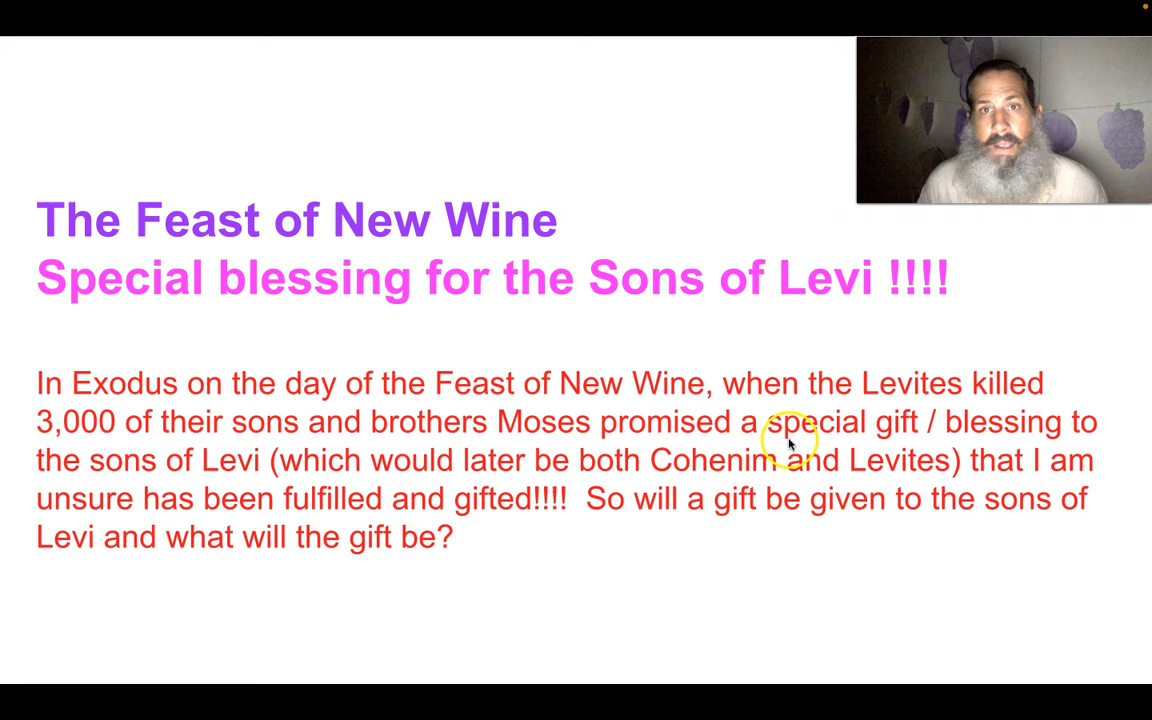 The Feast of New Wine
Special blessing for the Sons of Levi !!!!
In Exodus on the day of the Feast of New Wine, when the Levites killed
3,000 of their sons and brothers Moses promised a special gift / blessing to
the sons of Levi (which would later be both Cohenim and Levites) that I am
unsure has been fulfilled and gifted!!!!  So will a gift be given to the sons of
Levi and what will the gift be?